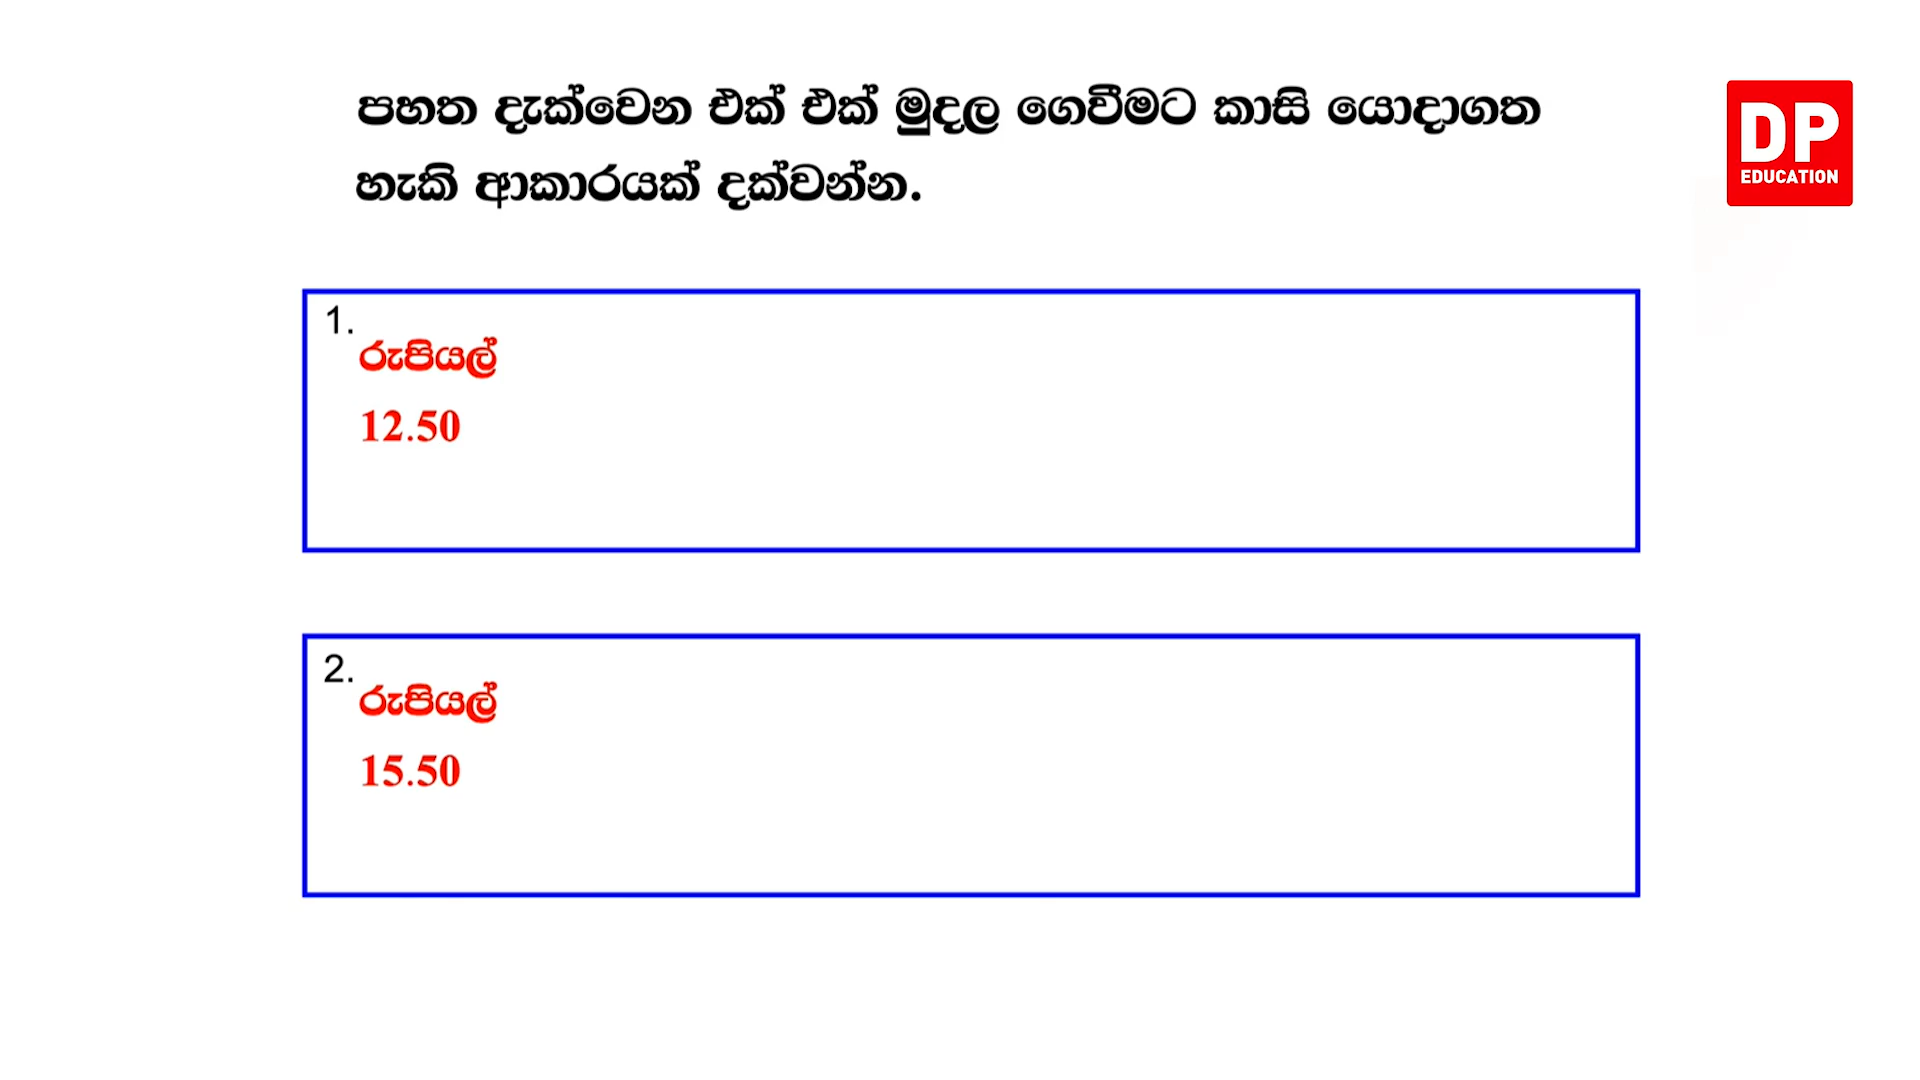 පහත දැක්වෙන එක් එක් මුදල ගෙවීමට කාසි යොදාගත
හැකි ආකාරයක් දක්වන්න.
DP
EDUCATION
1.
රුපියල්
12.50
2.
රුපියල්
15.50